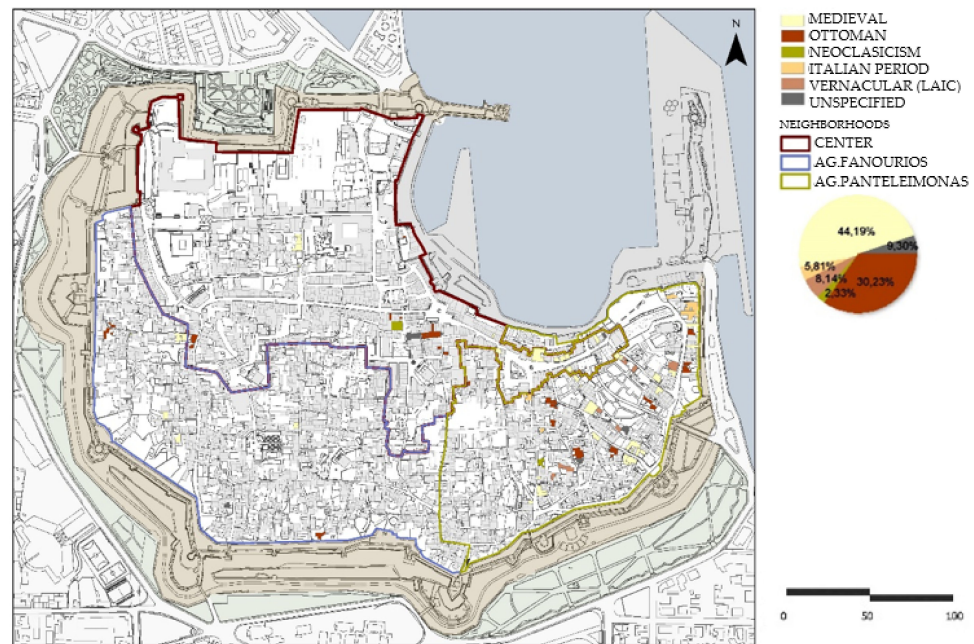 N
MEDIEVAL
OTTOMAN
NEOCLASICISM
ITALIAN PERIOD
VERNACULAR (LAIC)
UNSPECIFIED
NEIGHBORHOODS
CENTER
AG.FANOURIOS
AG.PANTELEIMONAS
44,19%
9,30%
5,81%
8,14%
30,23%
2,33%
0 50 100